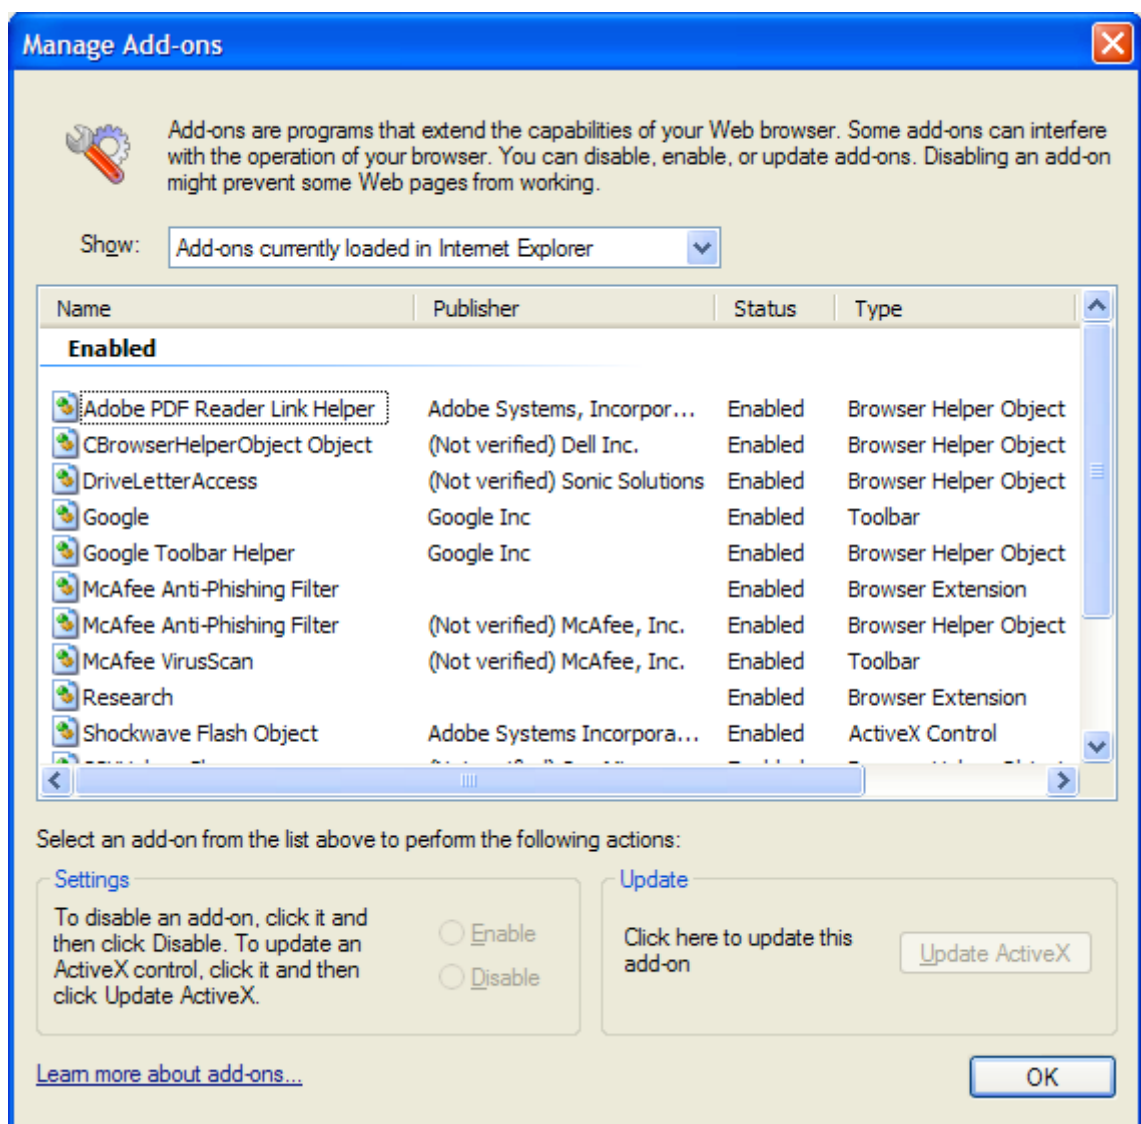 Manage Add-ons
Add-ons are programs that extend the capabilities of your Web browser. Some add-ons can interfere
with the operation of your browser. You can disable, enable, or update add-ons. Disabling an add-on
might prevent some Web pages from working.
Show: Add-ons currently loaded in Internet Explorer
Name Publisher Status Type
Enabled
Adobe PDF Reader Link Helper Adobe Systems, Incorpor... Enabled Browser Helper Object
CBrowserHelperObject Object (Not verified) Dell Inc. Enabled Browser Helper Object
DriveLetterAccess (Not verified) Sonic Solutions Enabled Browser Helper Object
Google Google Inc Enabled Toolbar
Google Toolbar Helper Google Inc Enabled Browser Helper Object
McAfee Anti-Phishing Filter Enabled Browser Extension
McAfee Anti-Phishing Filter (Not verified) McAfee, Inc. Enabled Browser Helper Object
McAfee VirusScan (Not verified) McAfee, Inc. Enabled Toolbar
Research Enabled Browser Extension
Shockwave Flash Object Adobe Systems Incorpora... Enabled ActiveX Control
Select an add-on from the list above to perform the following actions:
Settings
To disable an add-on, click it and
then click Disable. To update an
ActiveX control, click it and then
click Update ActiveX.
Enable
Disable
Update
Click here to update this
add-on
Update ActiveX
Learn more about add-ons...
OK